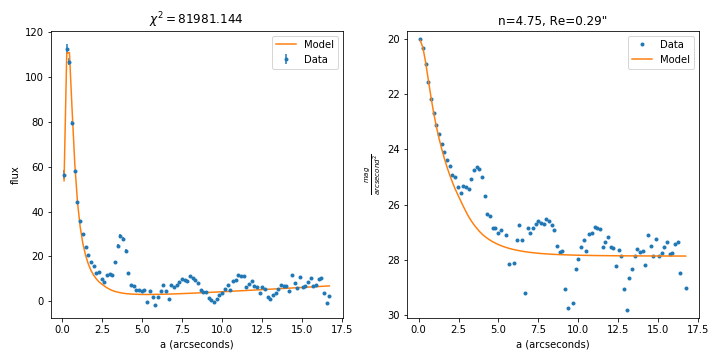 χ² = 81981.144
120
100
80
60
40
20
0
flux
0.0 2.5 5.0 7.5 10.0 12.5 15.0 17.5
a (arcseconds)
Model
Data
n=4.75, Re=0.29"
20
22
24
26
28
30
mag
arcsecond²
0.0 2.5 5.0 7.5 10.0 12.5 15.0 17.5
a (arcseconds)
Data
Model